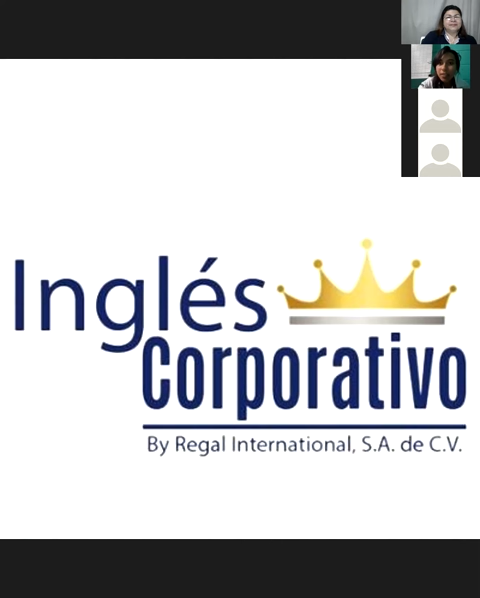 Inglés
Corporativo
By Regal International, S.A. de C.V.